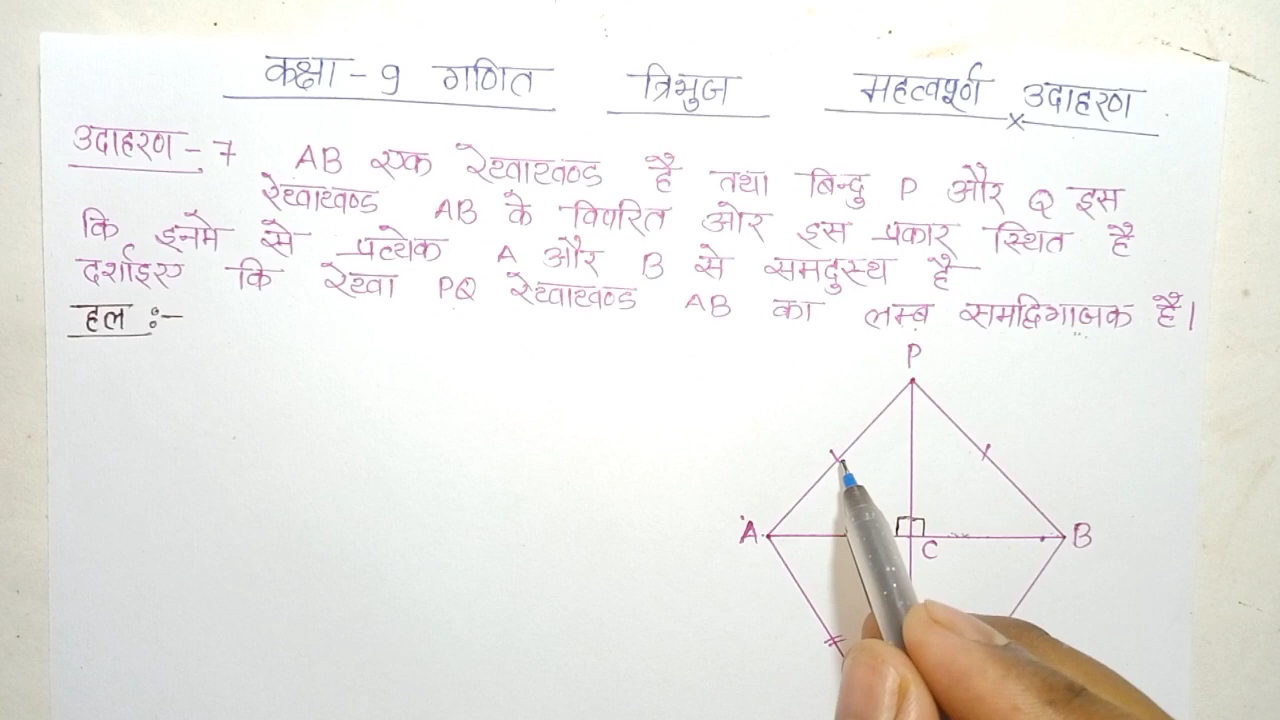 कक्षा - 9 गणित त्रिभुज महत्वपूर्ण उदाहरण
उदाहरण - 7 AB एक रेखाखण्ड है तथा बिन्दु P और Q इस
रेखाखण्ड AB के विपरित ओर इस प्रकार स्थित है
कि इनमे से प्रत्येक A और B से समदुस्थ है
दर्शाइए कि रेखा PQ रेखाखण्ड AB का लम्ब समद्विभाजक है।
हल :-
P
A B
C